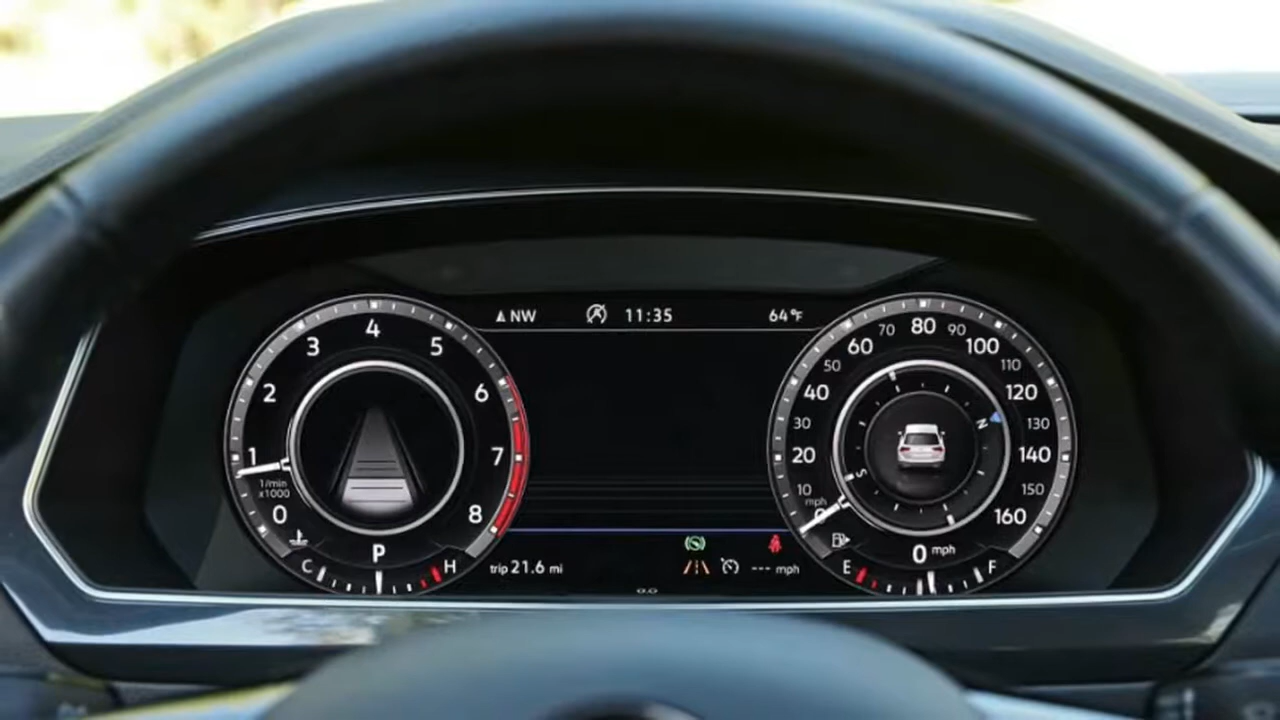 NW 11:35 64°F
1/min
x1000
0 1 2 3 4 5 6 7 8
P
C H
trip 21.6 mi
--- mph
mph
0 10 20 30 40 50 60 70 80 90 100 110 120 130 140 150 160
N
S
0 mph
E F